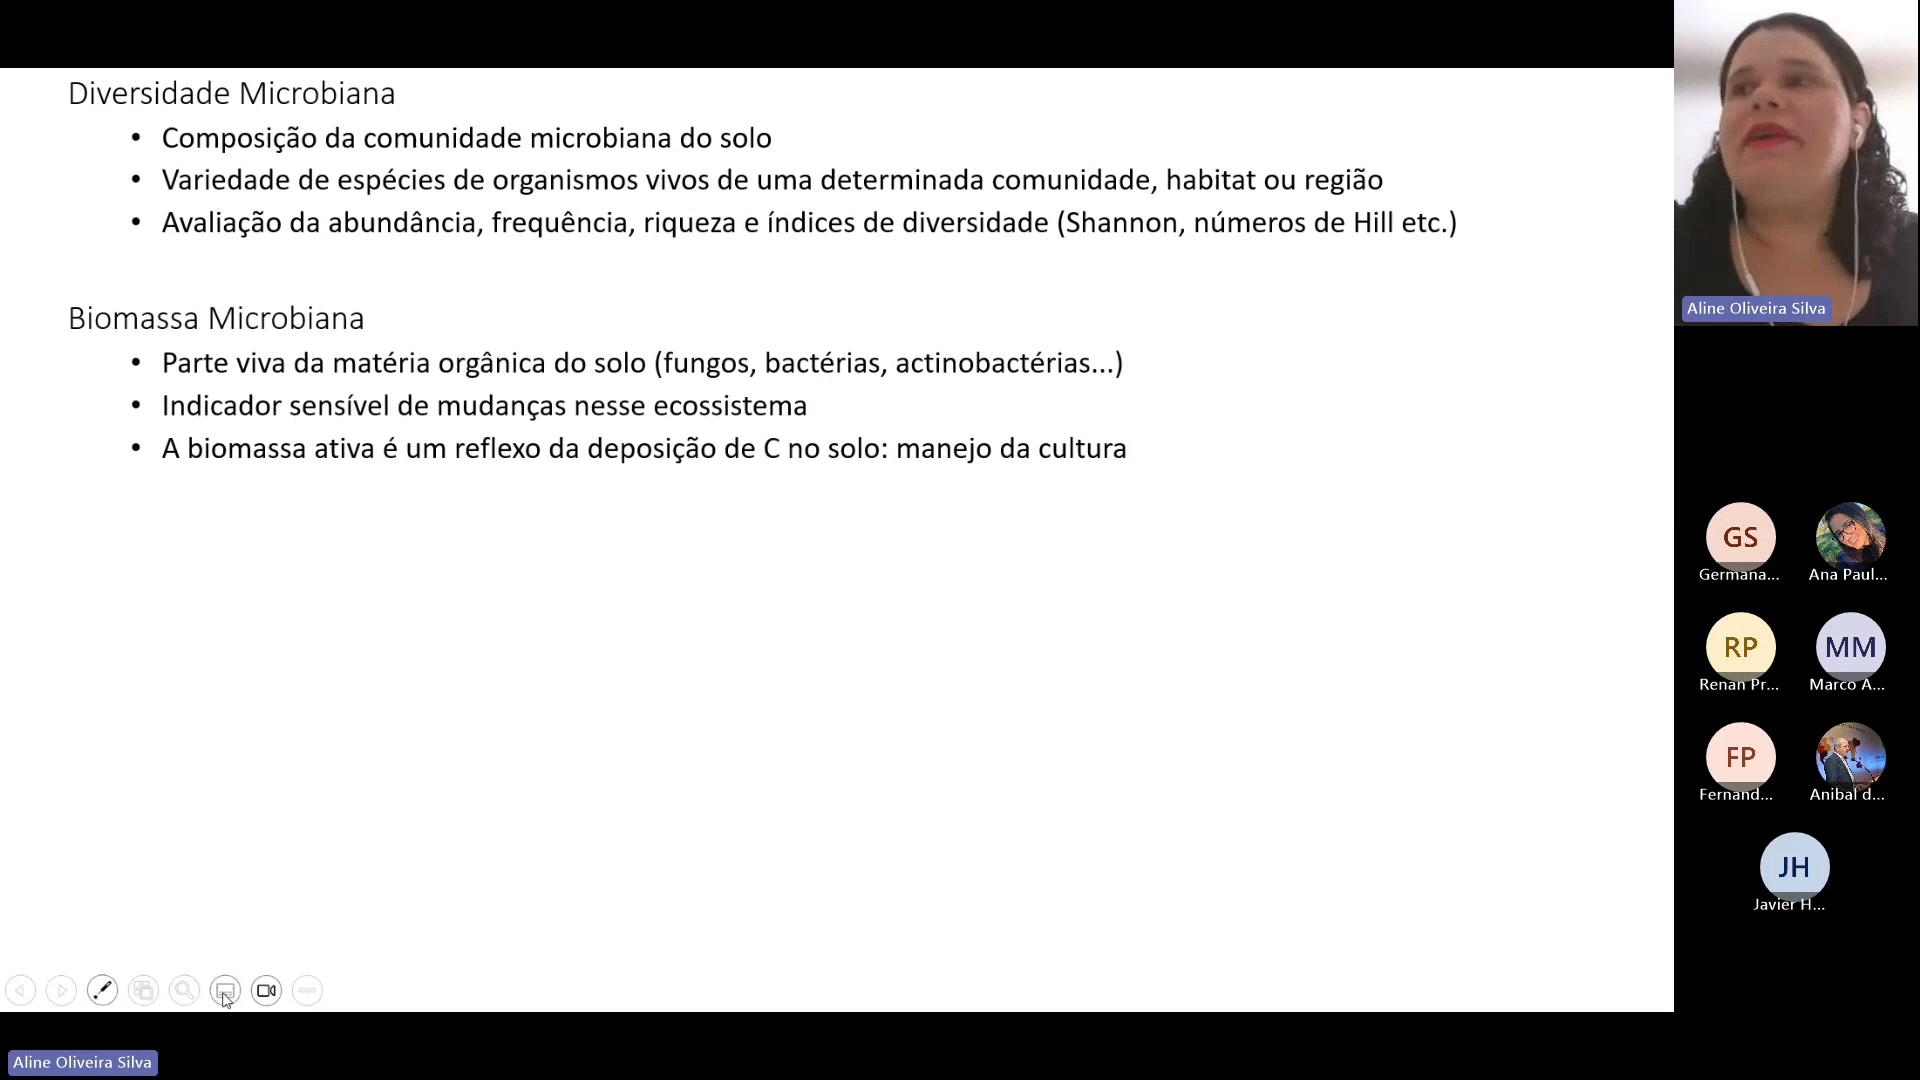 Diversidade Microbiana
• Composição da comunidade microbiana do solo
• Variedade de espécies de organismos vivos de uma determinada comunidade, habitat ou região
• Avaliação da abundância, frequência, riqueza e índices de diversidade (Shannon, números de Hill etc.)
Biomassa Microbiana
• Parte viva da matéria orgânica do solo (fungos, bactérias, actinobactérias...)
• Indicador sensível de mudanças nesse ecossistema
• A biomassa ativa é um reflexo da deposição de C no solo: manejo da cultura
Aline Oliveira Silva
GS
Germana...
Ana Paul...
RP
Renan Pr...
MM
Marco A...
FP
Fernand...
Anibal d...
JH
Javier H...
Aline Oliveira Silva